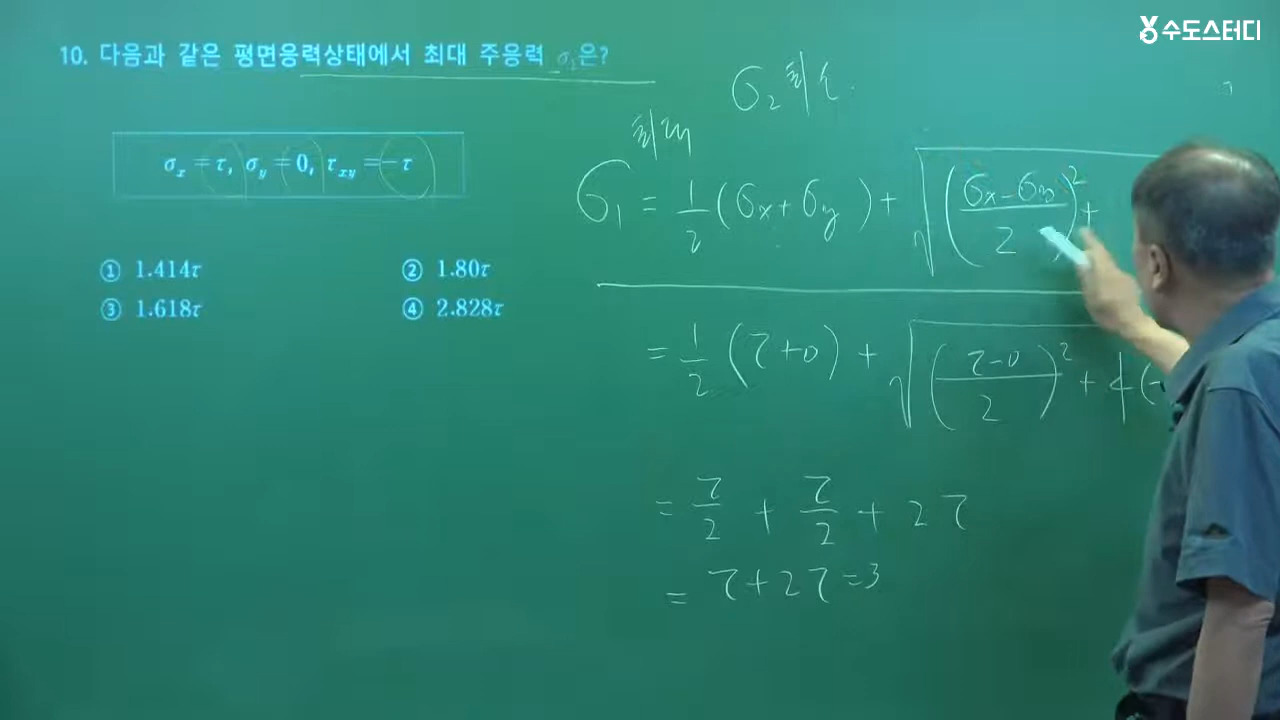 수도스터디
10. 다음과 같은 평면응력상태에서 최대 주응력 σ₁은?
σx = τ, σy = 0, τxy = −τ
① 1.414τ ② 1.80τ
③ 1.618τ ④ 2.828τ
σ₂ 최소.
최대
σ₁ = 1/2 (σx + σy) + √((σx − σy)/2)² +
= 1/2 (τ + 0) + √((τ − 0)/2)² + 4(−
= τ/2 + τ/2 + 2τ
= τ + 2τ = 3